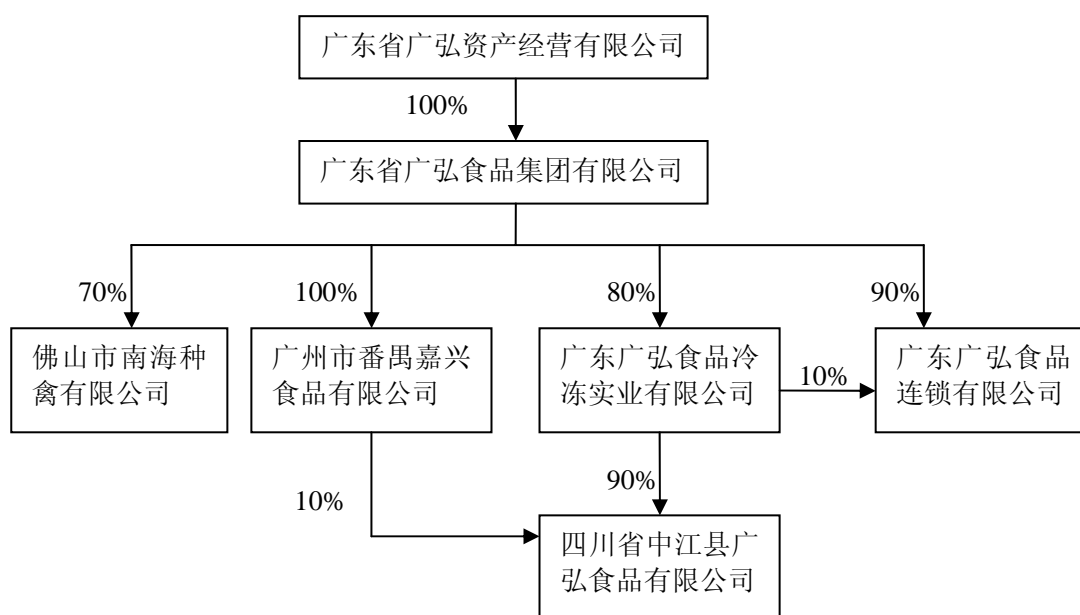 广东省广弘资产经营有限公司
100%
广东省广弘食品集团有限公司
70%
100%
80%
90%
佛山市南海种
禽有限公司
广州市番禺嘉兴
食品有限公司
广东广弘食品冷
冻实业有限公司
10%
广东广弘食品
连锁有限公司
10%
90%
四川省中江县广
弘食品有限公司